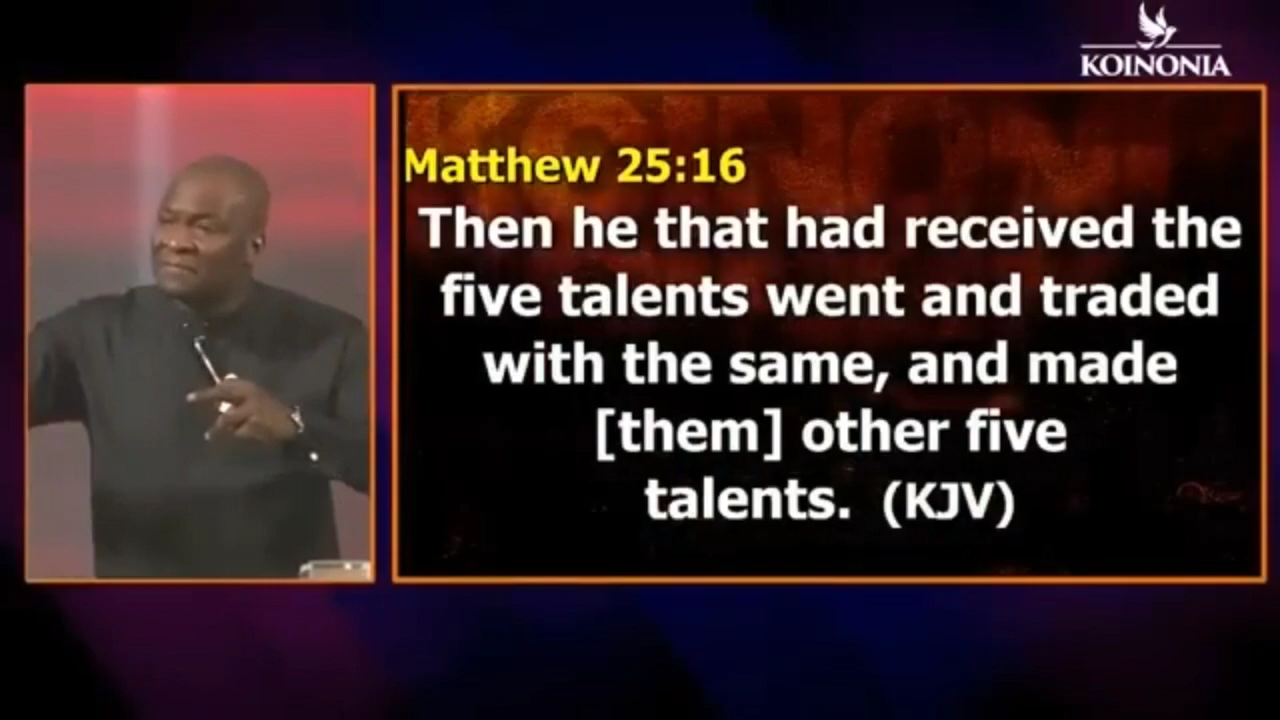 KOINONIA
Matthew 25:16
Then he that had received the
five talents went and traded
with the same, and made
[them] other five
talents. (KJV)